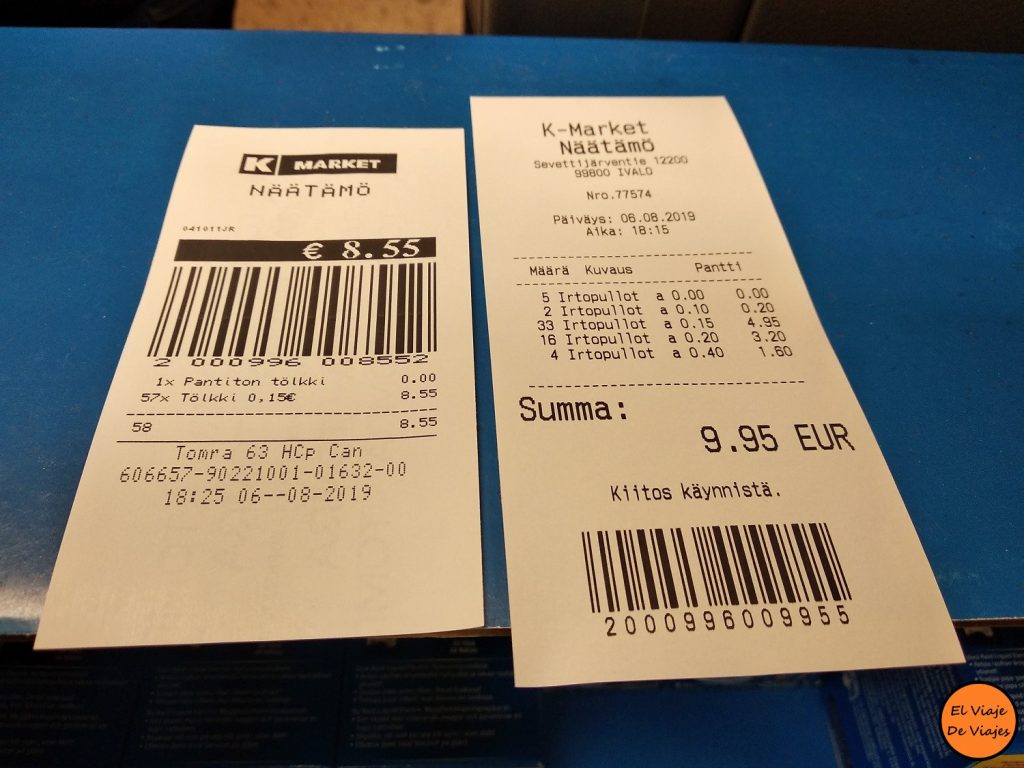 K MARKET
NÄÄTÄMÖ
041011JR
€ 8.55
2 000996 008552
1x Pantiton tölkki 0.00
57x Tölkki 0,15€ 8.55
58 8.55
Tomra 63 HCp Can
606657-90221001-01632-00
18:25 06--08-2019
K-Market
Näätämö
Sevettijärventie 12200
99800 IVALO
Nro.77574
Päiväys: 06.08.2019
Aika: 18:15
Määrä Kuvaus Pantti
5 Irtopullot a 0.00 0.00
2 Irtopullot a 0.10 0.20
33 Irtopullot a 0.15 4.95
16 Irtopullot a 0.20 3.20
4 Irtopullot a 0.40 1.60
Summa:
9.95 EUR
Kiitos käynnistä.
2000996009955
El Viaje
De Viajes